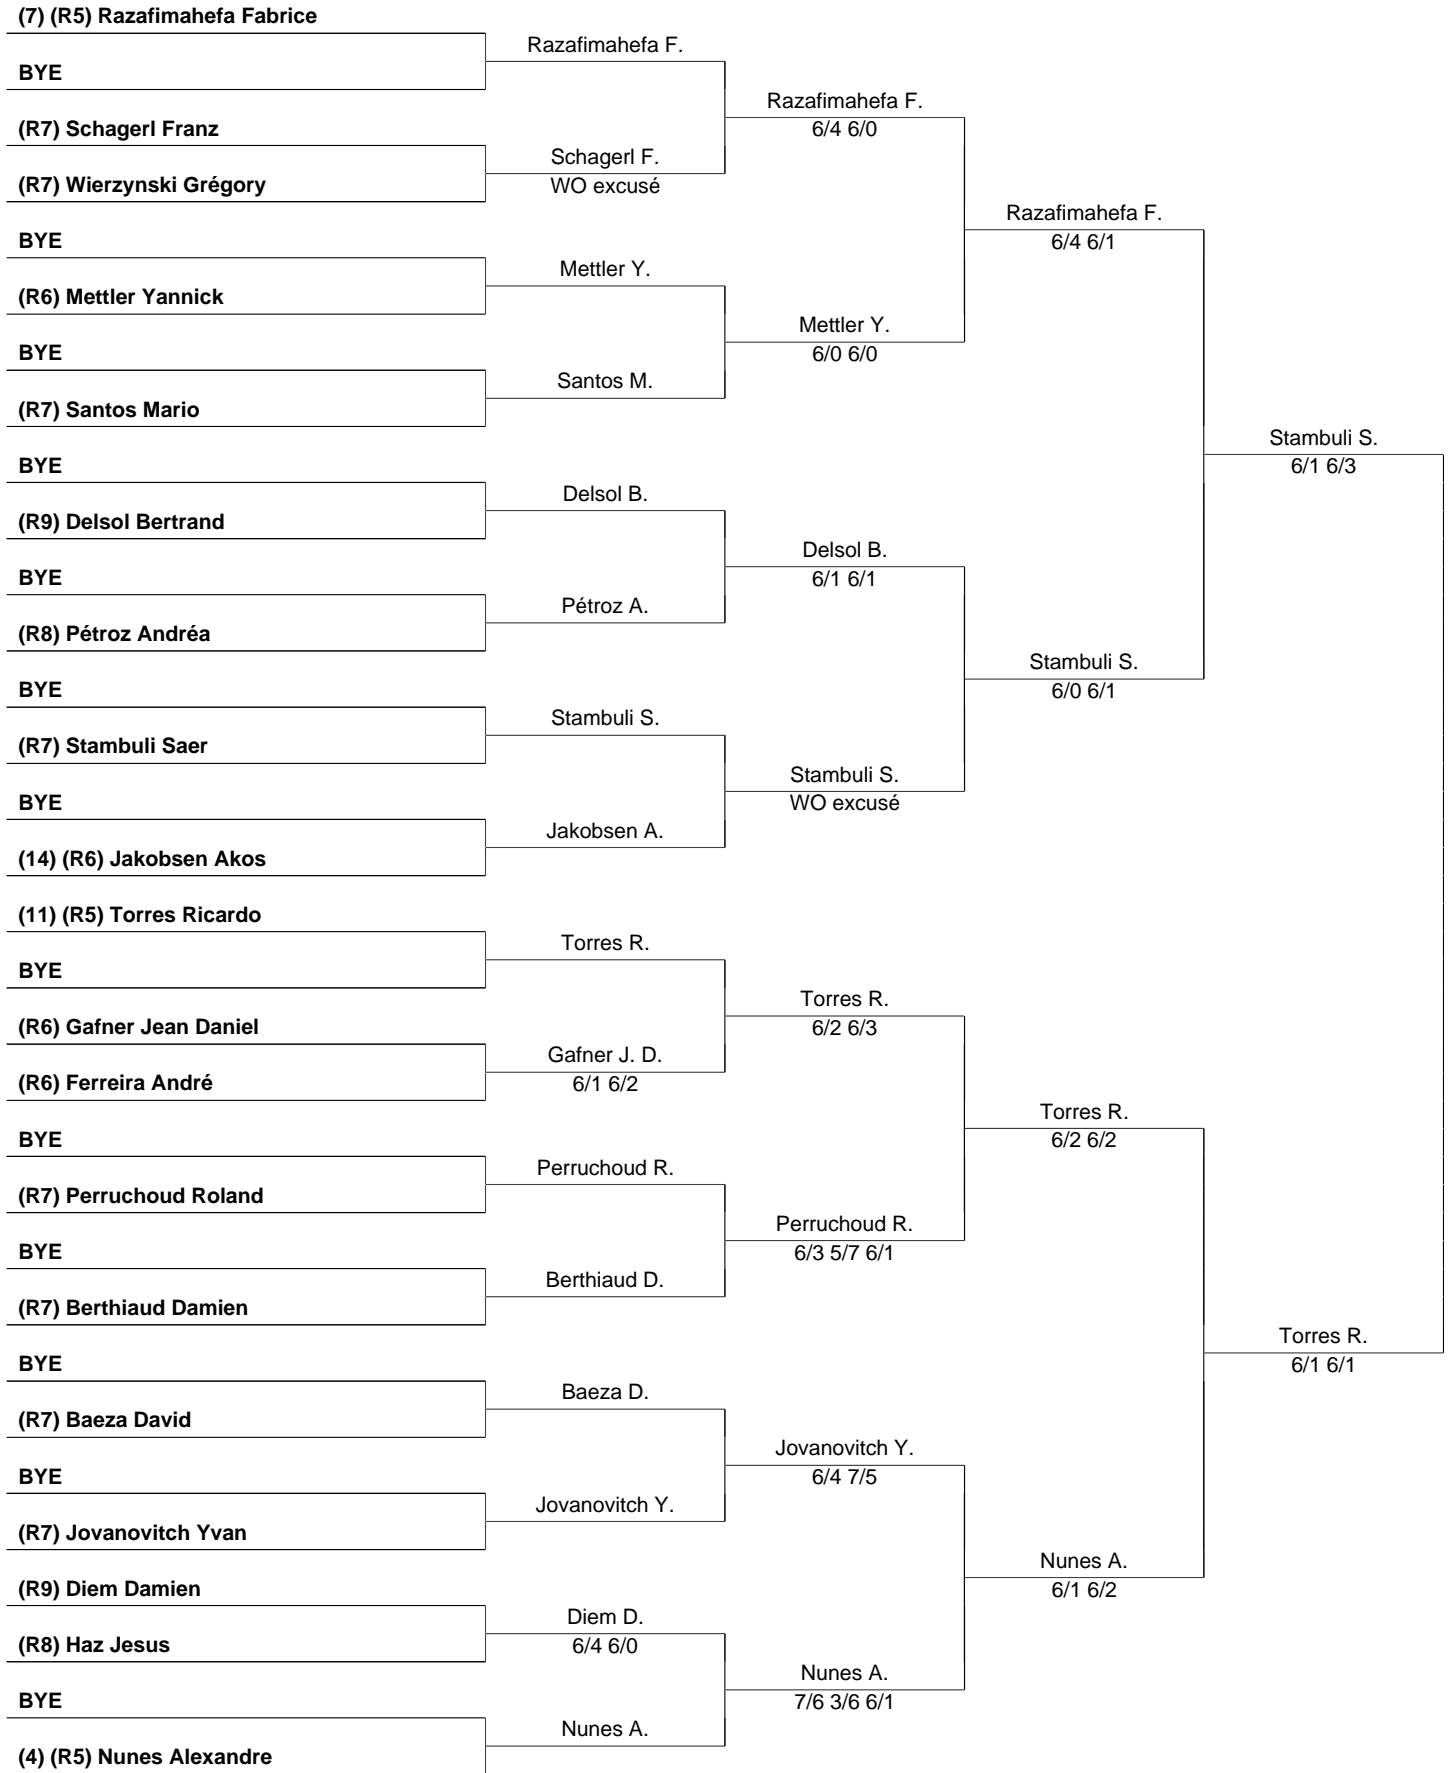 (7) (R5) Razafimahefa Fabrice
BYE
(R7) Schagerl Franz
(R7) Wierzynski Grégory
BYE
(R6) Mettler Yannick
BYE
(R7) Santos Mario
BYE
(R9) Delsol Bertrand
BYE
(R8) Pétroz Andréa
BYE
(R7) Stambuli Saer
BYE
(14) (R6) Jakobsen Akos
(11) (R5) Torres Ricardo
BYE
(R6) Gafner Jean Daniel
(R6) Ferreira André
BYE
(R7) Perruchoud Roland
BYE
(R7) Berthiaud Damien
BYE
(R7) Baeza David
BYE
(R7) Jovanovitch Yvan
(R9) Diem Damien
(R8) Haz Jesus
BYE
(4) (R5) Nunes Alexandre
Razafimahefa F.
Schagerl F.
WO excusé
Mettler Y.
Santos M.
Delsol B.
Pétroz A.
Stambuli S.
Jakobsen A.
Torres R.
Gafner J. D.
6/1 6/2
Perruchoud R.
Berthiaud D.
Baeza D.
Jovanovitch Y.
Diem D.
6/4 6/0
Nunes A.
Razafimahefa F.
6/4 6/0
Mettler Y.
6/0 6/0
Delsol B.
6/1 6/1
Stambuli S.
WO excusé
Torres R.
6/2 6/3
Perruchoud R.
6/3 5/7 6/1
Jovanovitch Y.
6/4 7/5
Nunes A.
7/6 3/6 6/1
Razafimahefa F.
6/4 6/1
Stambuli S.
6/0 6/1
Torres R.
6/2 6/2
Nunes A.
6/1 6/2
Stambuli S.
6/1 6/3
Torres R.
6/1 6/1